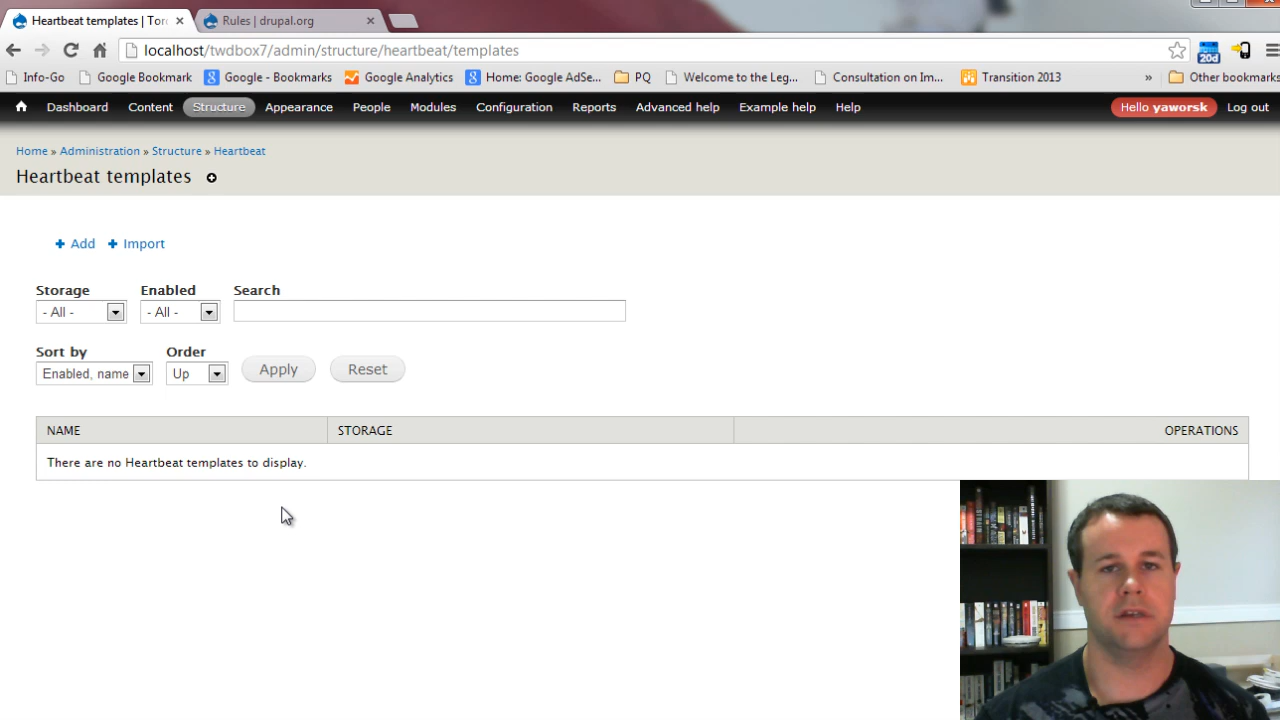 Heartbeat templates | Tor
Rules | drupal.org
localhost/twdbox7/admin/structure/heartbeat/templates
20d
Info-Go Google Bookmark Google - Bookmarks Google Analytics Home: Google AdSe... PQ Welcome to the Leg... Consultation on Im... Transition 2013 » Other bookmarks
Dashboard Content Structure Appearance People Modules Configuration Reports Advanced help Example help Help Hello yaworsk Log out
Home » Administration » Structure » Heartbeat
Heartbeat templates
+ Add + Import
Storage Enabled Search
- All - - All -
Sort by Order
Enabled, name Up Apply Reset
NAME STORAGE OPERATIONS
There are no Heartbeat templates to display.